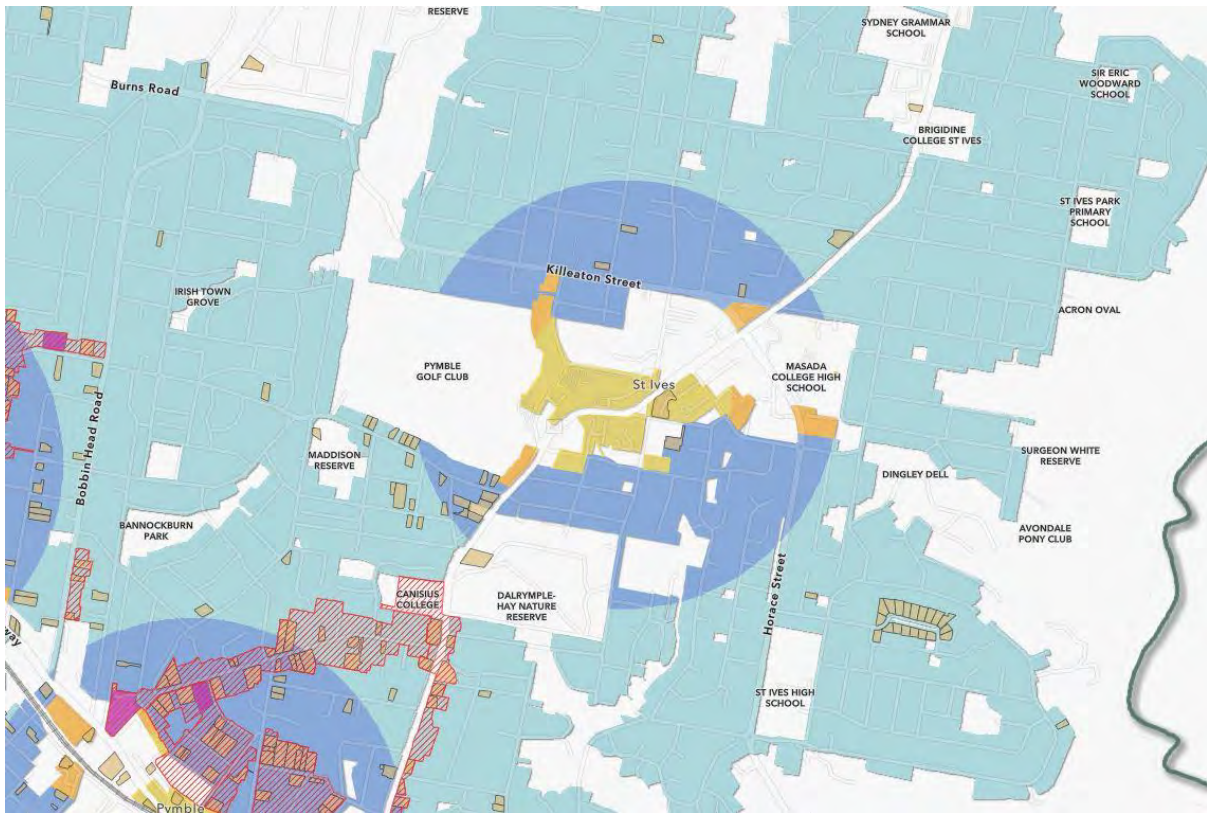 RESERVE
SYDNEY GRAMMAR
SCHOOL
SIR ERIC
WOODWARD
SCHOOL
Burns Road
BRIGIDINE
COLLEGE ST IVES
ST IVES PARK
PRIMARY
SCHOOL
Killeaton Street
IRISH TOWN
GROVE
ACRON OVAL
PYMBLE
GOLF CLUB
St Ives
MASADA
COLLEGE HIGH
SCHOOL
Bobbin Head Road
MADDISON
RESERVE
SURGEON WHITE
RESERVE
DINGLEY DELL
BANNOCKBURN
PARK
AVONDALE
PONY CLUB
CANISIUS
COLLEGE
DALRYMPLE-
HAY NATURE
RESERVE
Horace Street
way
ST IVES HIGH
SCHOOL
Pymble